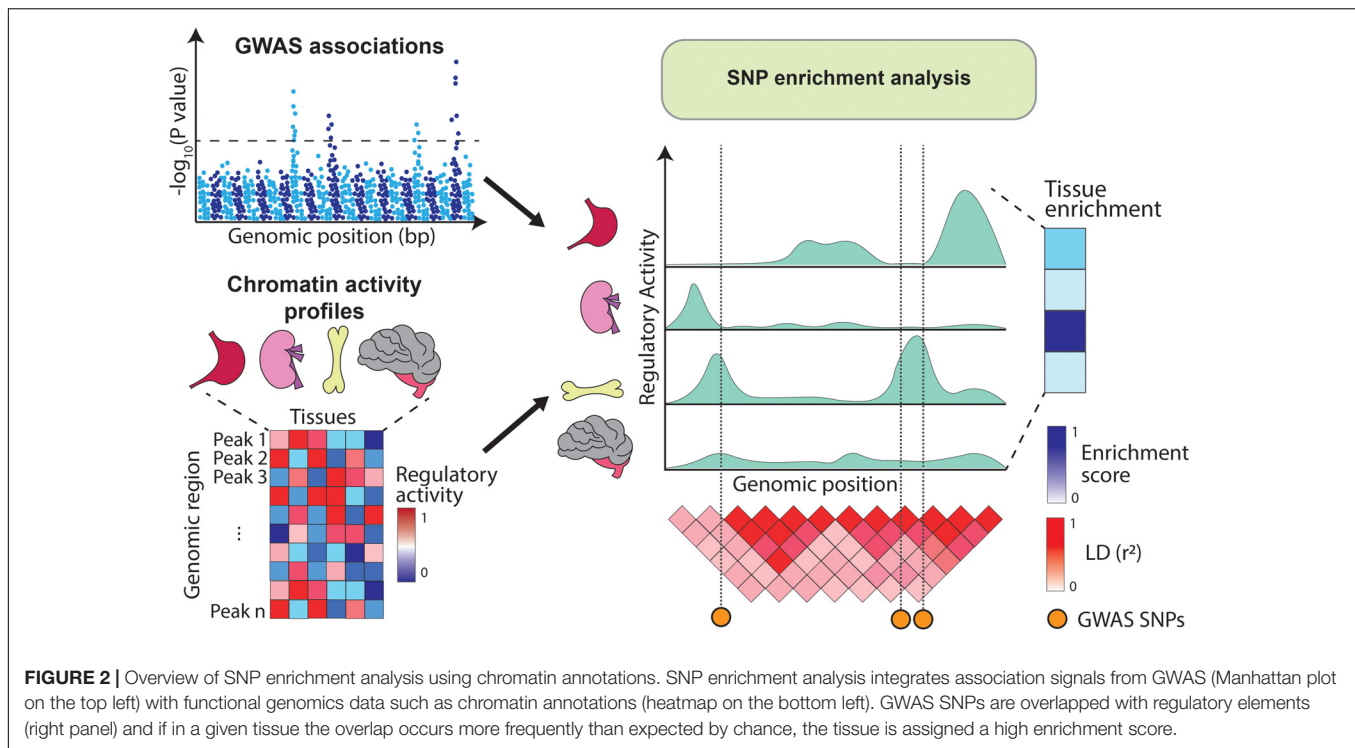 GWAS associations
-log10(P value)
Genomic position (bp)
Chromatin activity
profiles
Tissues
Genomic region
Peak 1
Peak 2
Peak 3
...
Peak n
Regulatory
activity
1
0
SNP enrichment analysis
Regulatory Activity
Genomic position
Tissue
enrichment
1
Enrichment
score
0
1
LD (r²)
0
GWAS SNPs
FIGURE 2 | Overview of SNP enrichment analysis using chromatin annotations. SNP enrichment analysis integrates association signals from GWAS (Manhattan plot
on the top left) with functional genomics data such as chromatin annotations (heatmap on the bottom left). GWAS SNPs are overlapped with regulatory elements
(right panel) and if in a given tissue the overlap occurs more frequently than expected by chance, the tissue is assigned a high enrichment score.